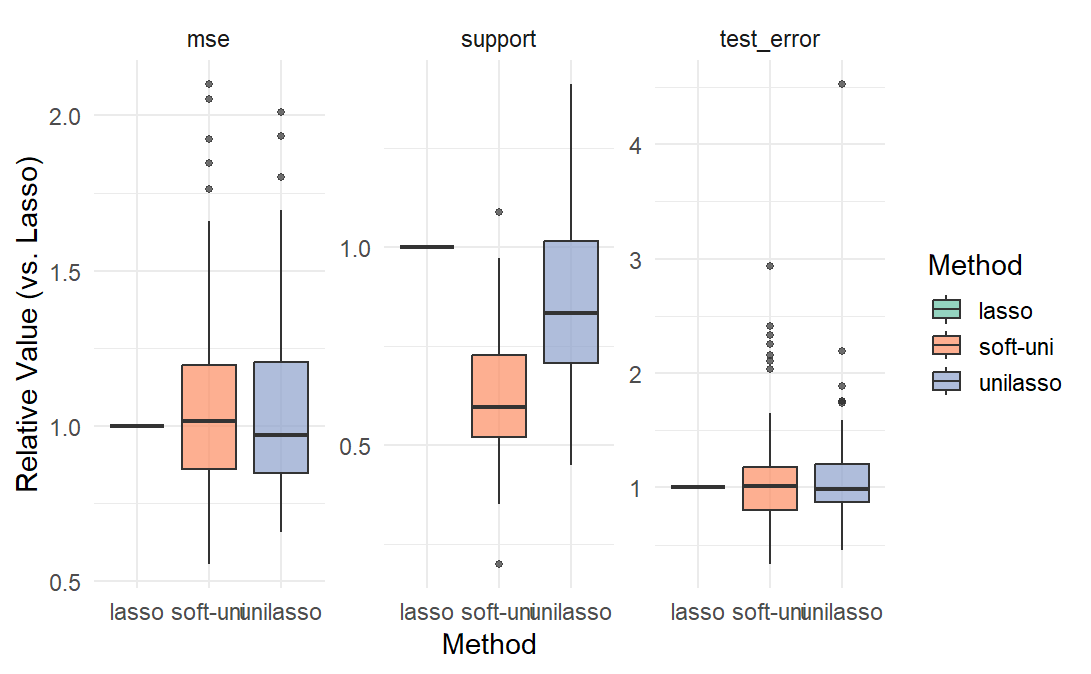 mse
support
test_error
Relative Value (vs. Lasso)
2.0
1.5
1.0
0.5
1.0
0.5
4
3
2
1
lasso soft-uni unilasso
lasso soft-uni unilasso
lasso soft-uni unilasso
Method
Method
lasso
soft-uni
unilasso